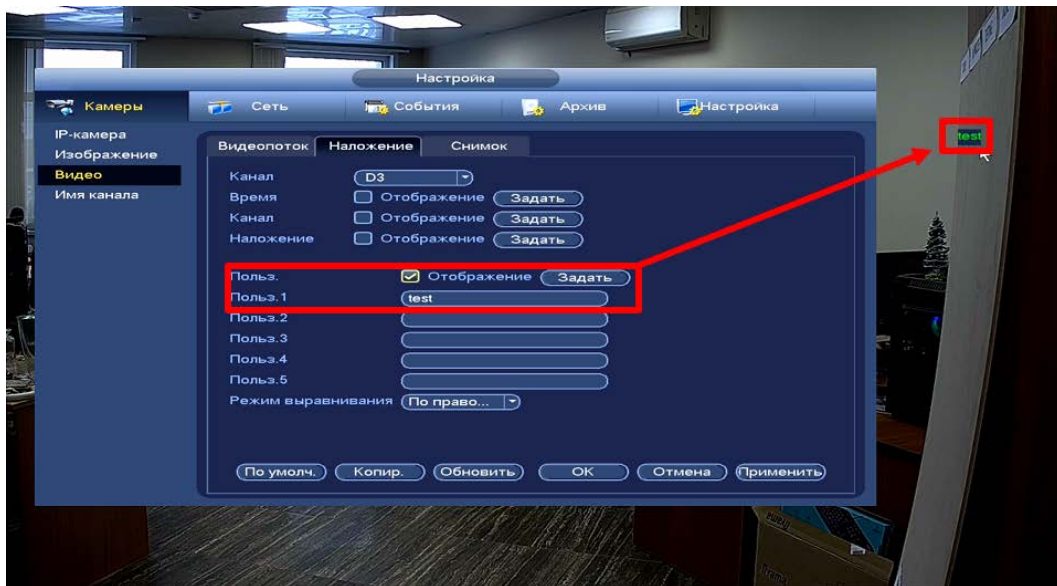 Настройка
Камеры Сеть События Архив Настройка
IP-камера
Изображение
Видео
Имя канала
Видеопоток Наложение Снимок
Канал D3
Время Отображение Задать
Канал Отображение Задать
Наложение Отображение Задать
Польз. Отображение Задать
Польз.1 test
Польз.2
Польз.3
Польз.4
Польз.5
Режим выравнивания По право...
По умолч. Копир. Обновить ОК Отмена Применить
test